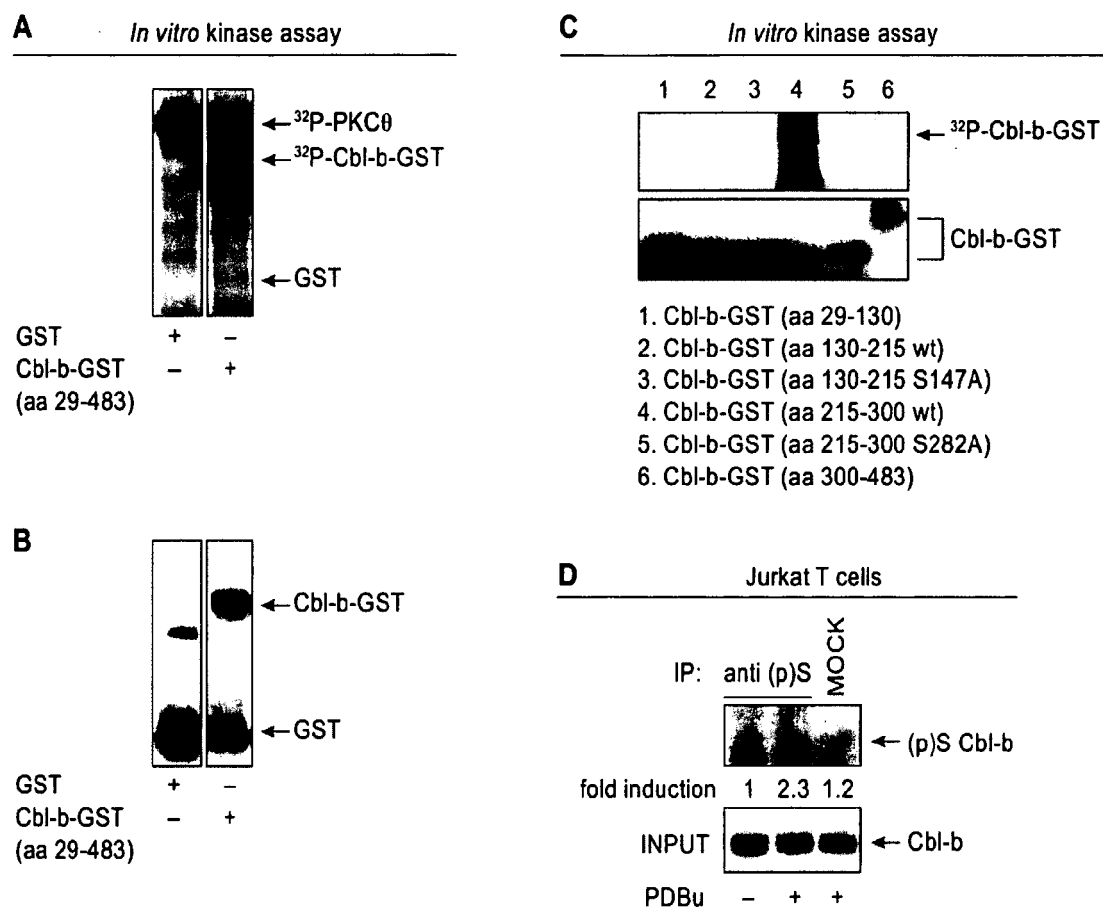 A
In vitro kinase assay
³²P-PKCθ
³²P-Cbl-b-GST
GST
GST + –
Cbl-b-GST – +
(aa 29-483)
B
Cbl-b-GST
GST
GST + –
Cbl-b-GST – +
(aa 29-483)
C
In vitro kinase assay
1 2 3 4 5 6
³²P-Cbl-b-GST
Cbl-b-GST
1. Cbl-b-GST (aa 29-130)
2. Cbl-b-GST (aa 130-215 wt)
3. Cbl-b-GST (aa 130-215 S147A)
4. Cbl-b-GST (aa 215-300 wt)
5. Cbl-b-GST (aa 215-300 S282A)
6. Cbl-b-GST (aa 300-483)
D
Jurkat T cells
IP: anti (p)S MOCK
(p)S Cbl-b
fold induction 1 2.3 1.2
INPUT Cbl-b
PDBu – + +